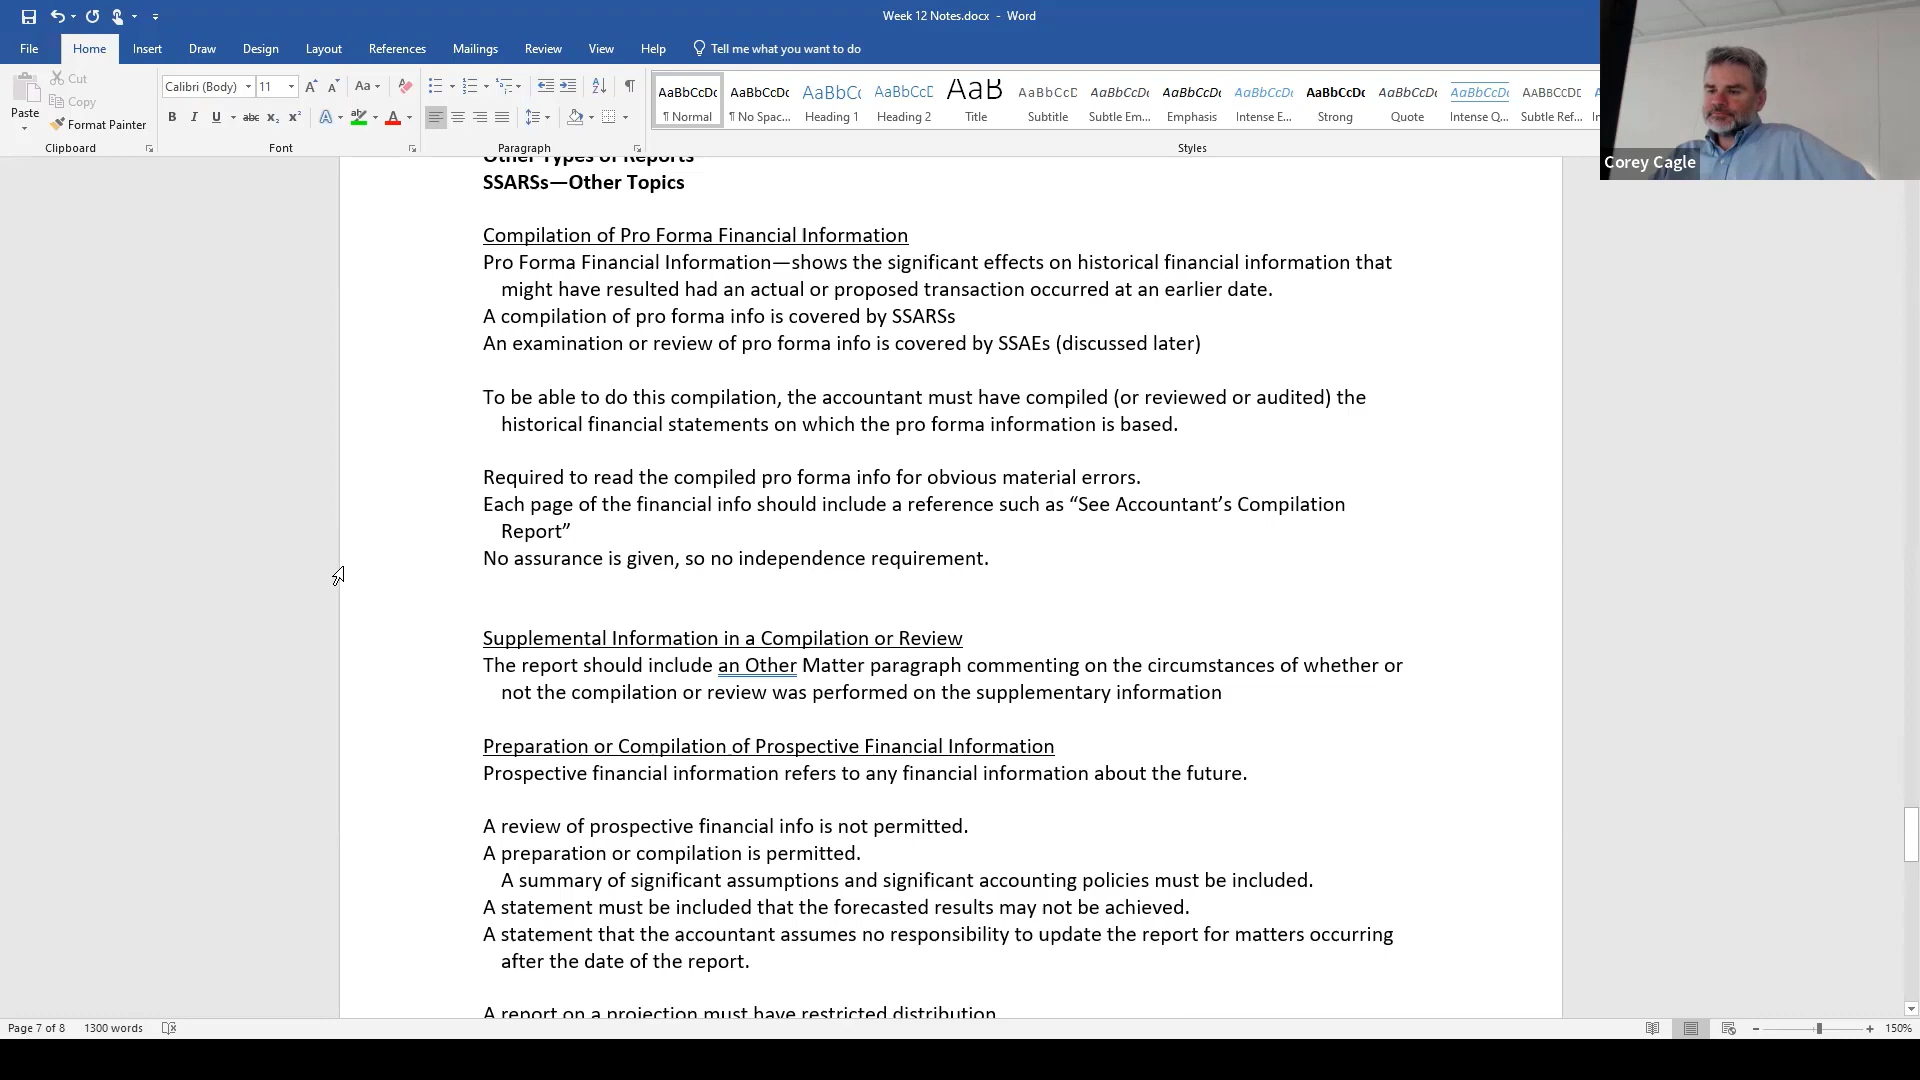 Week 12 Notes.docx - Word
File Home Insert Draw Design Layout References Mailings Review View Help Tell me what you want to do
Paste
Cut
Copy
Format Painter
Clipboard
Calibri (Body) 11
Font
Paragraph
AaBbCcDc AaBbCcDc AaBbCc AaBbCcD AaB AaBbCcD AaBbCcDc AaBbCcDc AaBbCcDc AaBbCcDc AaBbCcDc AaBbCcDc AABBCCDE
¶ Normal ¶ No Spac... Heading 1 Heading 2 Title Subtitle Subtle Em... Emphasis Intense E... Strong Quote Intense Q... Subtle Ref...
Styles
Corey Cagle
Other Types of Reports
SSARSs—Other Topics
Compilation of Pro Forma Financial Information
Pro Forma Financial Information—shows the significant effects on historical financial information that
might have resulted had an actual or proposed transaction occurred at an earlier date.
A compilation of pro forma info is covered by SSARSs
An examination or review of pro forma info is covered by SSAEs (discussed later)
To be able to do this compilation, the accountant must have compiled (or reviewed or audited) the
historical financial statements on which the pro forma information is based.
Required to read the compiled pro forma info for obvious material errors.
Each page of the financial info should include a reference such as “See Accountant’s Compilation
Report”
No assurance is given, so no independence requirement.
Supplemental Information in a Compilation or Review
The report should include an Other Matter paragraph commenting on the circumstances of whether or
not the compilation or review was performed on the supplementary information
Preparation or Compilation of Prospective Financial Information
Prospective financial information refers to any financial information about the future.
A review of prospective financial info is not permitted.
A preparation or compilation is permitted.
A summary of significant assumptions and significant accounting policies must be included.
A statement must be included that the forecasted results may not be achieved.
A statement that the accountant assumes no responsibility to update the report for matters occurring
after the date of the report.
A report on a projection must have restricted distribution
Page 7 of 8 1300 words 150%